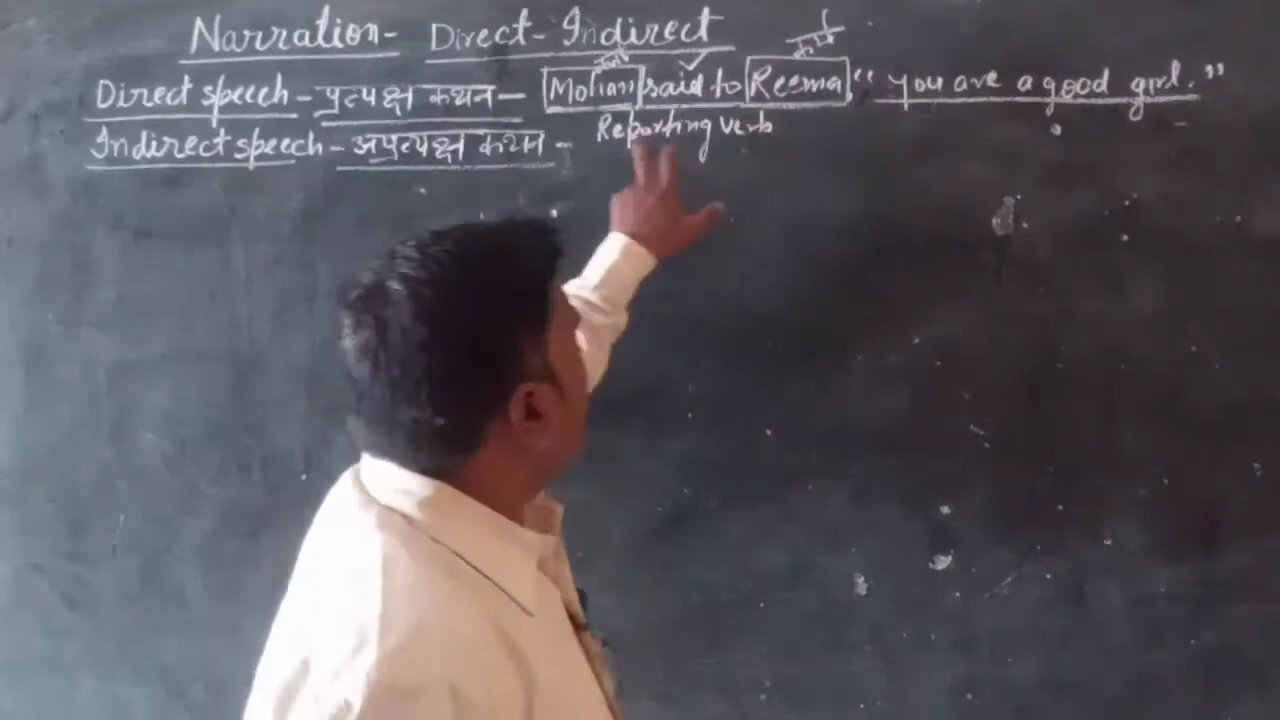 Narration- Direct-Indirect
Direct speech - प्रत्यक्ष कथन - Mohan said to Reema, " you are a good girl."
Indirect speech - अप्रत्यक्ष कथन -
Reporting verb